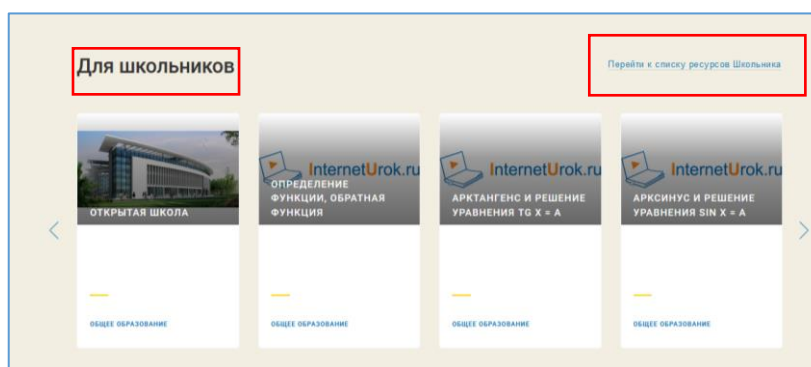 Для школьников
Перейти к списку ресурсов Школьника
ОТКРЫТАЯ ШКОЛА
InternetUrok.ru
ОПРЕДЕЛЕНИЕ
ФУНКЦИИ, ОБРАТНАЯ
ФУНКЦИЯ
InternetUrok.ru
АРКТАНГЕНС И РЕШЕНИЕ
УРАВНЕНИЯ TG X = A
InternetUrok.ru
АРКСИНУС И РЕШЕНИЕ
УРАВНЕНИЯ SIN X = A
ОБЩЕЕ ОБРАЗОВАНИЕ
ОБЩЕЕ ОБРАЗОВАНИЕ
ОБЩЕЕ ОБРАЗОВАНИЕ
ОБЩЕЕ ОБРАЗОВАНИЕ